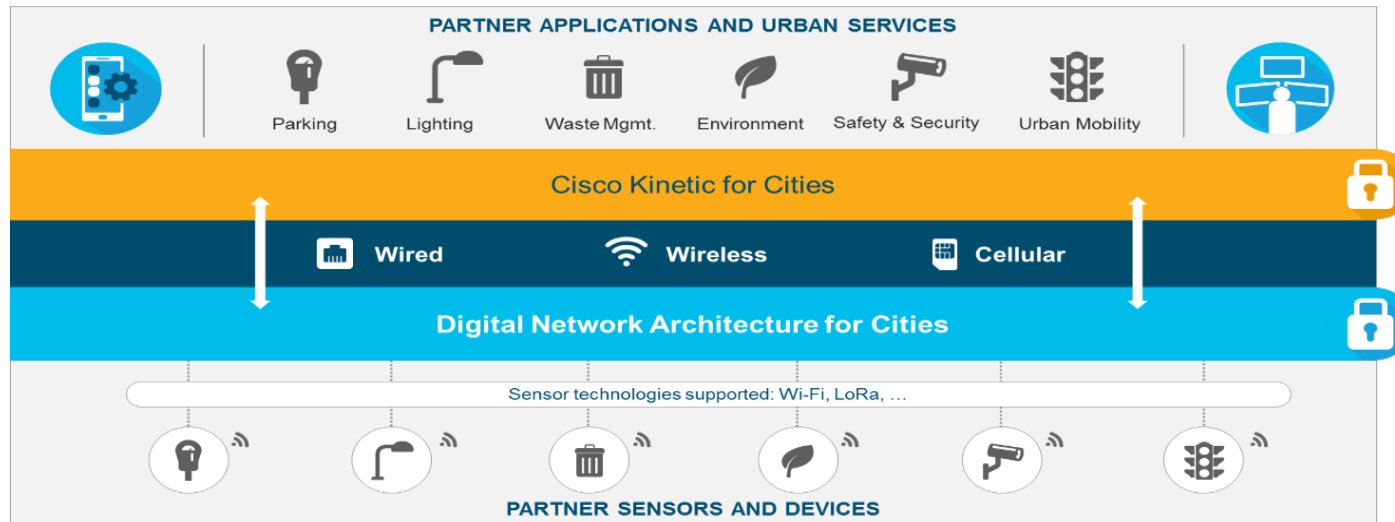 PARTNER APPLICATIONS AND URBAN SERVICES
Parking
Lighting
Waste Mgmt.
Environment
Safety & Security
Urban Mobility
Cisco Kinetic for Cities
Wired
Wireless
Cellular
Digital Network Architecture for Cities
Sensor technologies supported: Wi-Fi, LoRa, …
PARTNER SENSORS AND DEVICES